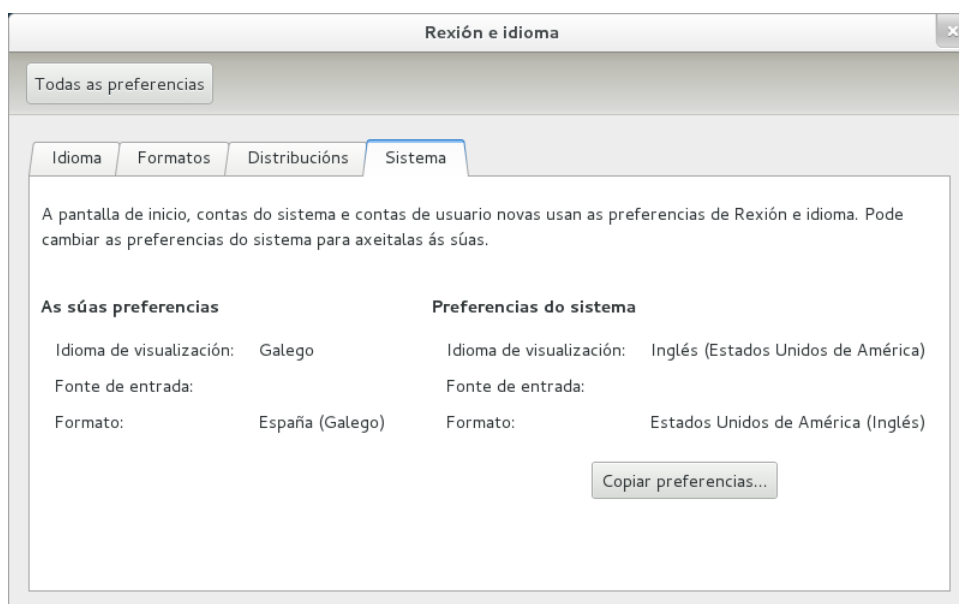 Rexión e idioma
Todas as preferencias
Idioma Formatos Distribucións Sistema
A pantalla de inicio, contas do sistema e contas de usuario novas usan as preferencias de Rexión e idioma. Pode
cambiar as preferencias do sistema para axeitalas ás súas.
As súas preferencias Preferencias do sistema
Idioma de visualización: Galego Idioma de visualización: Inglés (Estados Unidos de América)
Fonte de entrada: Fonte de entrada:
Formato: España (Galego) Formato: Estados Unidos de América (Inglés)
Copiar preferencias...